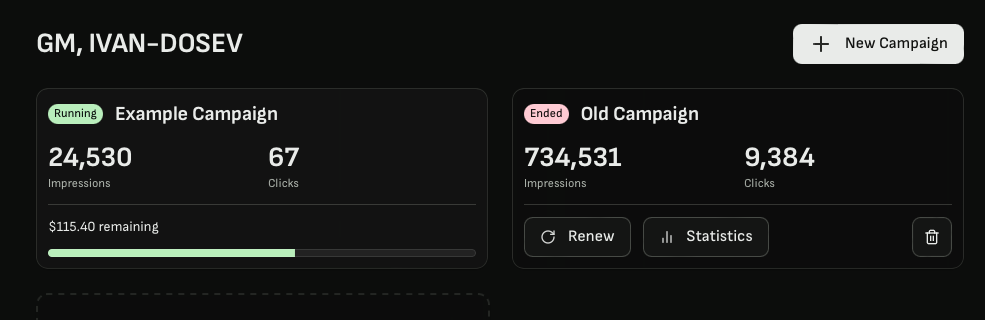 GM, IVAN-DOSEV
New Campaign
Running Example Campaign
24,530 67
Impressions Clicks
$115.40 remaining
Ended Old Campaign
734,531 9,384
Impressions Clicks
Renew Statistics